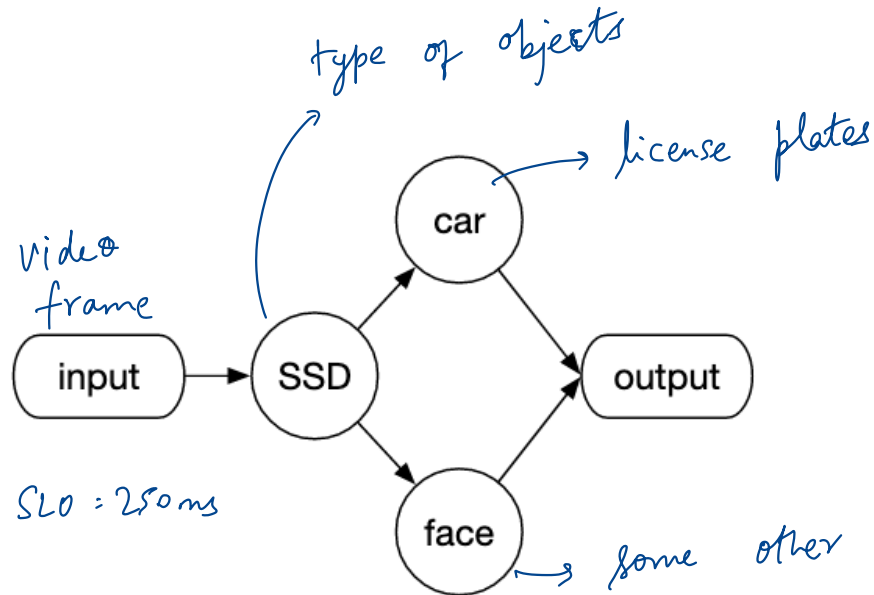 type of objects
license plates
car
video
frame
input
SSD
output
SLO = 250ms
face
some other